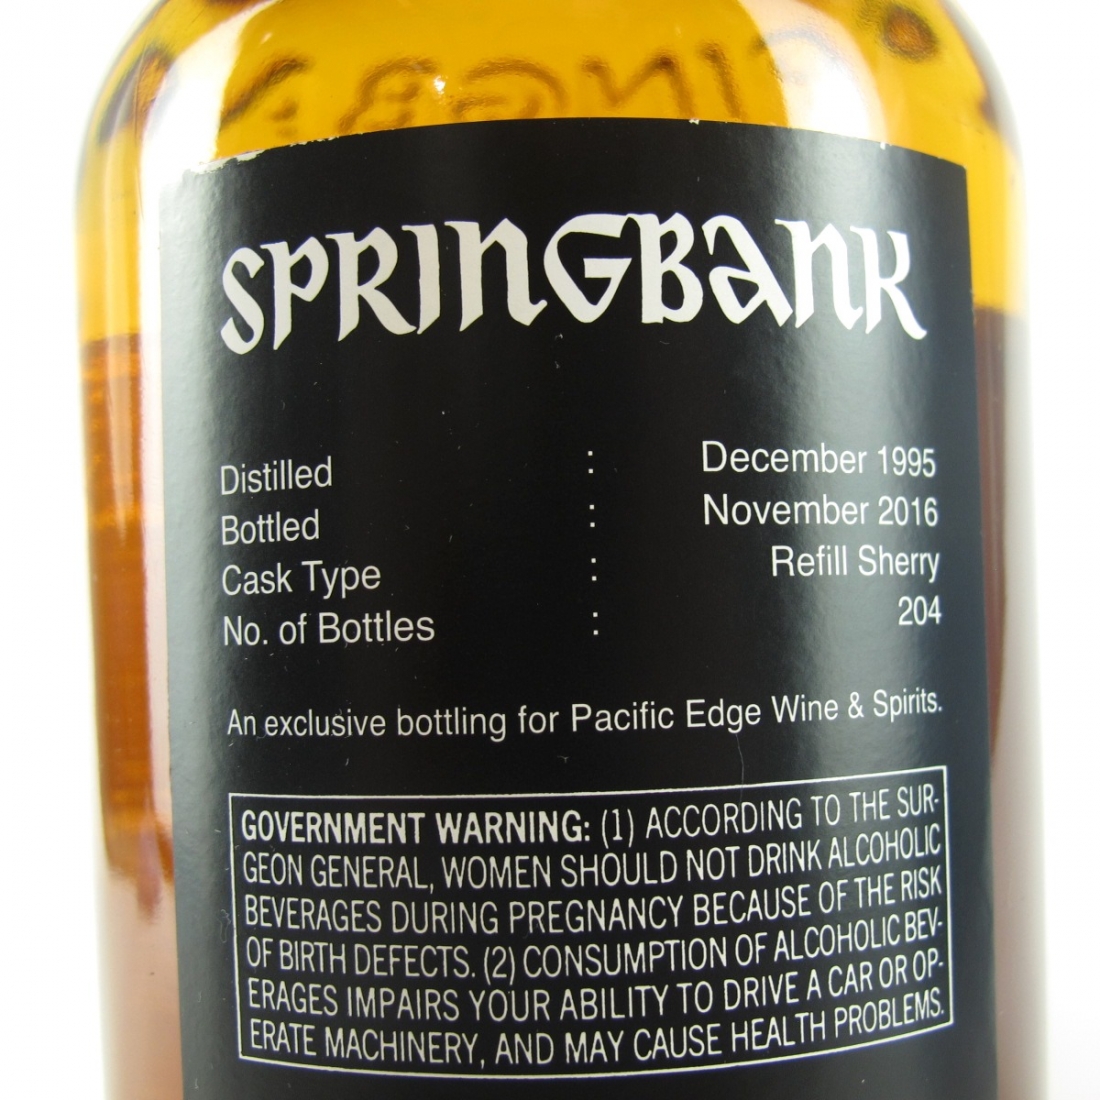 SPRINGBANK
Distilled : December 1995
Bottled : November 2016
Cask Type : Refill Sherry
No. of Bottles : 204
An exclusive bottling for Pacific Edge Wine & Spirits.
GOVERNMENT WARNING: (1) ACCORDING TO THE SUR-
GEON GENERAL, WOMEN SHOULD NOT DRINK ALCOHOLIC
BEVERAGES DURING PREGNANCY BECAUSE OF THE RISK
OF BIRTH DEFECTS. (2) CONSUMPTION OF ALCOHOLIC BEV-
ERAGES IMPAIRS YOUR ABILITY TO DRIVE A CAR OR OP-
ERATE MACHINERY, AND MAY CAUSE HEALTH PROBLEMS.